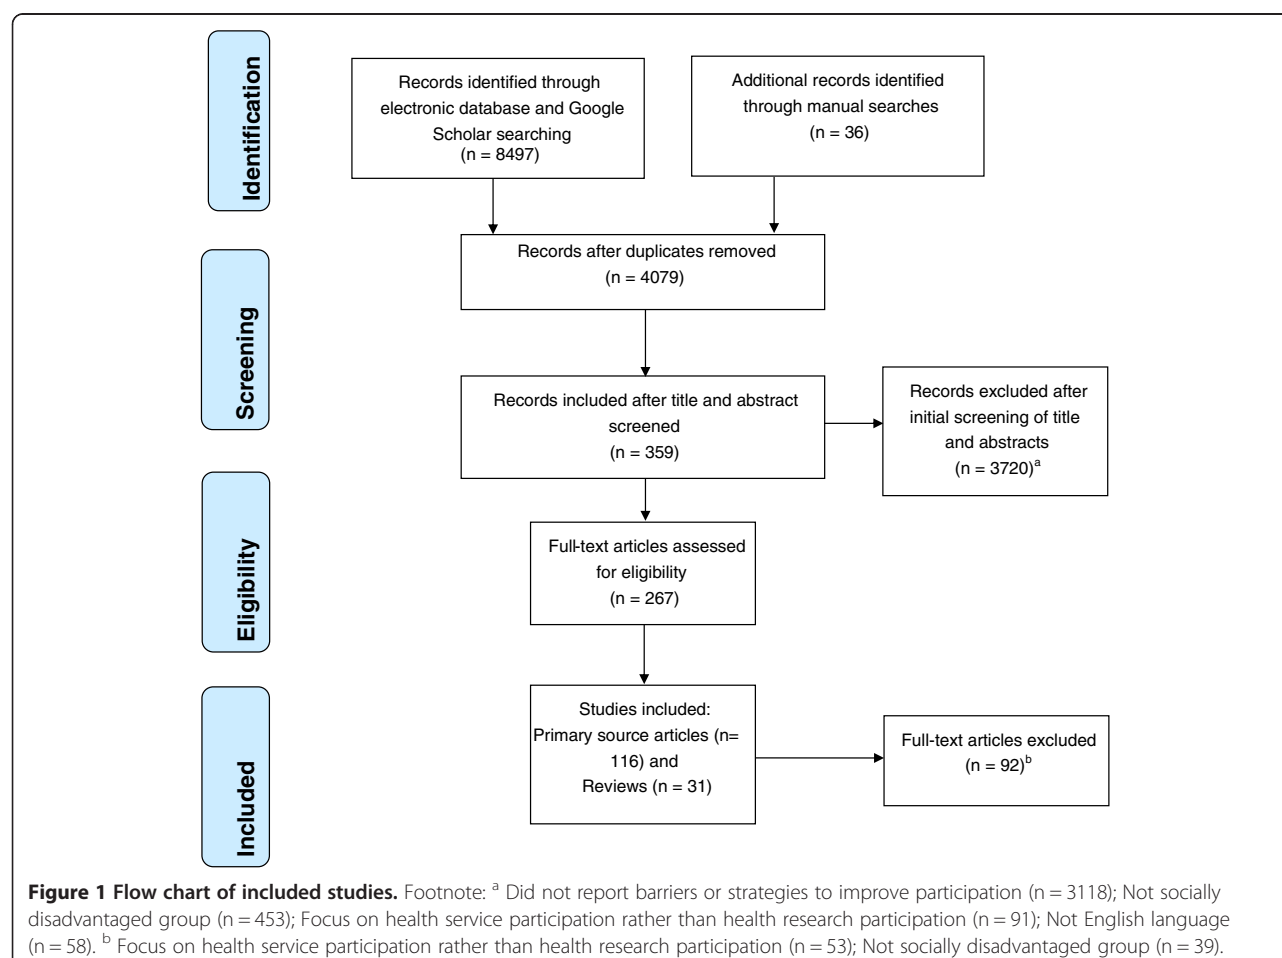 Identification
Records identified through
electronic database and Google
Scholar searching
(n = 8497)
Additional records identified
through manual searches
(n = 36)
Records after duplicates removed
(n = 4079)
Screening
Records included after title and abstract
screened
(n = 359)
Records excluded after
initial screening of title
and abstracts
(n = 3720)a
Eligibility
Full-text articles assessed
for eligibility
(n = 267)
Included
Studies included:
Primary source articles (n=
116) and
Reviews (n = 31)
Full-text articles excluded
(n = 92)b
Figure 1 Flow chart of included studies. Footnote: a Did not report barriers or strategies to improve participation (n = 3118); Not socially
disadvantaged group (n = 453); Focus on health service participation rather than health research participation (n = 91); Not English language
(n = 58). b Focus on health service participation rather than health research participation (n = 53); Not socially disadvantaged group (n = 39).